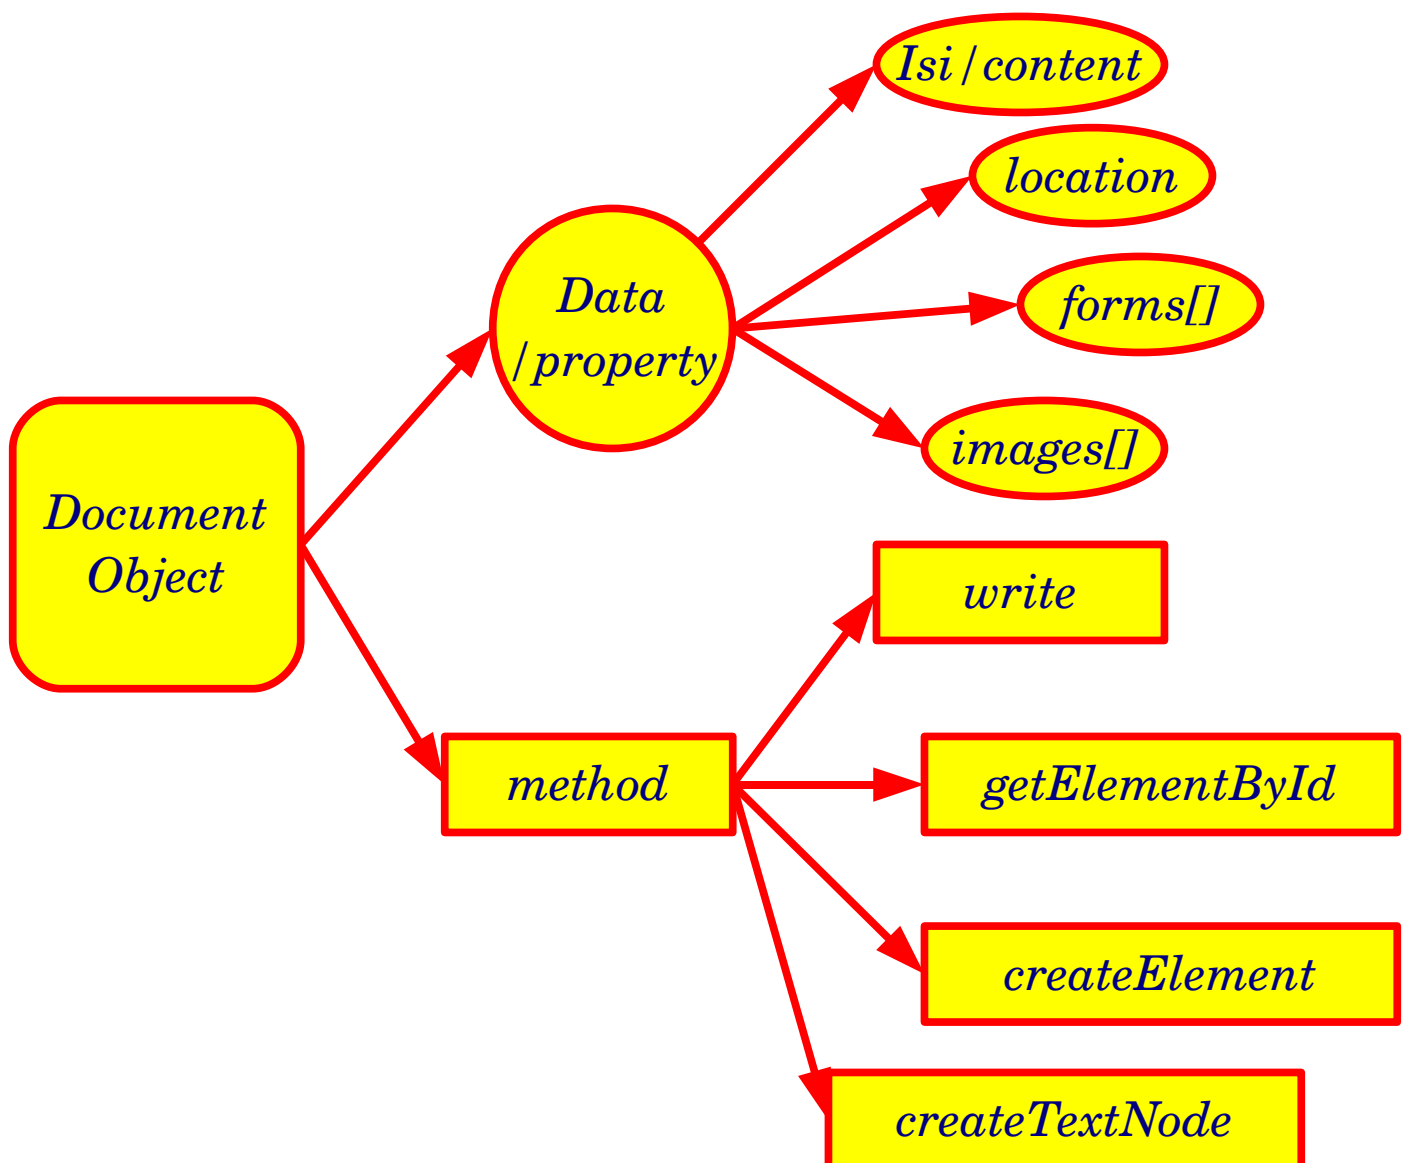 Isi/content
location
Data
/property
forms[]
images[]
Document
Object
write
method
getElementById
createElement
createTextNode